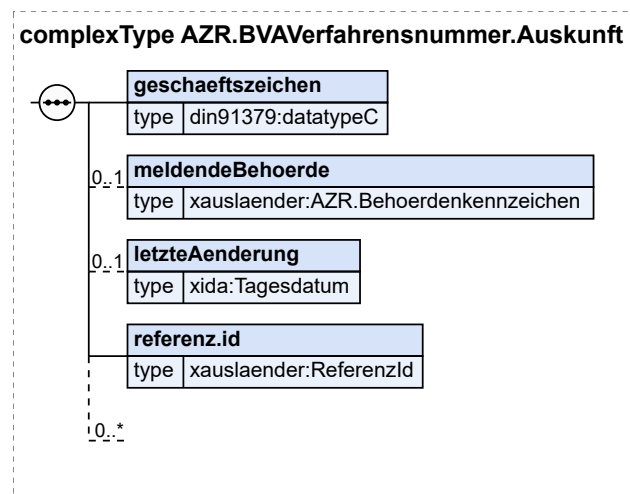 complexType AZR.BVAVerfahrensnummer.Auskunft
geschaeftszeichen
type din91379:datatypeC
0..1 meldendeBehoerde
type xauslaender:AZR.Behoerdenkennzeichen
0..1 letzteAenderung
type xida:Tagesdatum
referenz.id
type xauslaender:ReferenzId
0..*